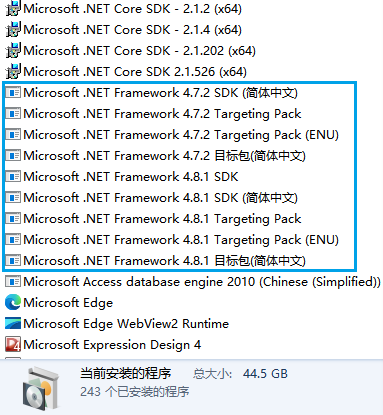 Microsoft .NET Core SDK - 2.1.2 (x64)
Microsoft .NET Core SDK - 2.1.4 (x64)
Microsoft .NET Core SDK - 2.1.202 (x64)
Microsoft .NET Core SDK 2.1.526 (x64)
Microsoft .NET Framework 4.7.2 SDK (简体中文)
Microsoft .NET Framework 4.7.2 Targeting Pack
Microsoft .NET Framework 4.7.2 Targeting Pack (ENU)
Microsoft .NET Framework 4.7.2 目标包(简体中文)
Microsoft .NET Framework 4.8.1 SDK
Microsoft .NET Framework 4.8.1 SDK (简体中文)
Microsoft .NET Framework 4.8.1 Targeting Pack
Microsoft .NET Framework 4.8.1 Targeting Pack (ENU)
Microsoft .NET Framework 4.8.1 目标包(简体中文)
Microsoft Access database engine 2010 (Chinese (Simplified))
Microsoft Edge
Microsoft Edge WebView2 Runtime
Microsoft Expression Design 4
当前安装的程序 总大小: 44.5 GB
243 个已安装的程序